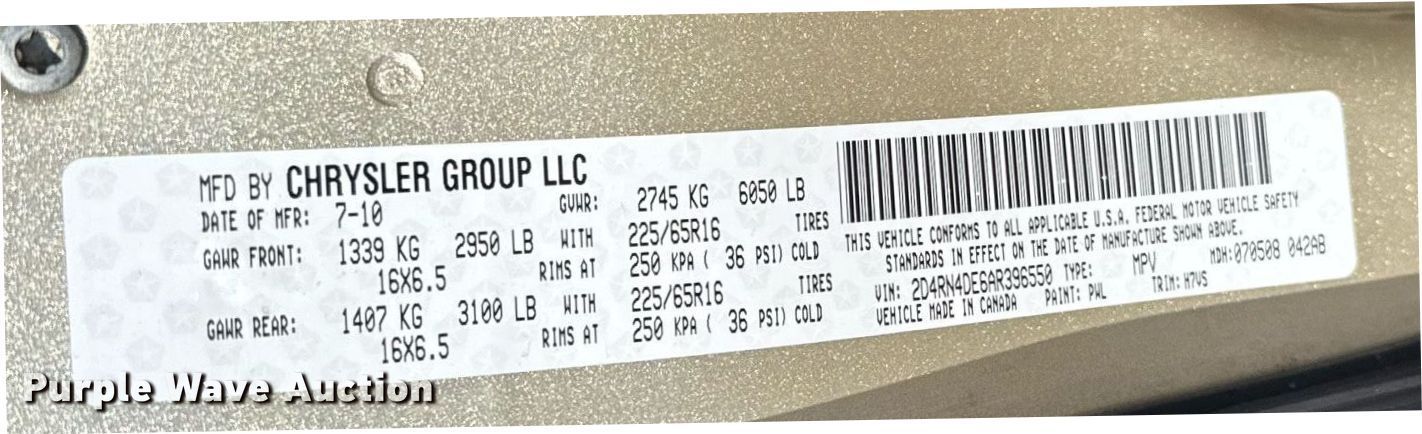 MFD BY CHRYSLER GROUP LLC
DATE OF MFR: 7-10 GVWR: 2745 KG 6050 LB
GAWR FRONT: 1339 KG 2950 LB WITH 225/65R16 TIRES
16X6.5 RIMS AT 250 KPA ( 36 PSI) COLD
GAWR REAR: 1407 KG 3100 LB WITH 225/65R16 TIRES
16X6.5 RIMS AT 250 KPA ( 36 PSI) COLD
THIS VEHICLE CONFORMS TO ALL APPLICABLE U.S.A. FEDERAL MOTOR VEHICLE SAFETY
STANDARDS IN EFFECT ON THE DATE OF MANUFACTURE SHOWN ABOVE.
VIN: 2D4RN4DE6AR396550 TYPE: MPV MDH:070508 042AB
VEHICLE MADE IN CANADA PAINT: PWL TRIM: H7VS
Purple Wave Auction